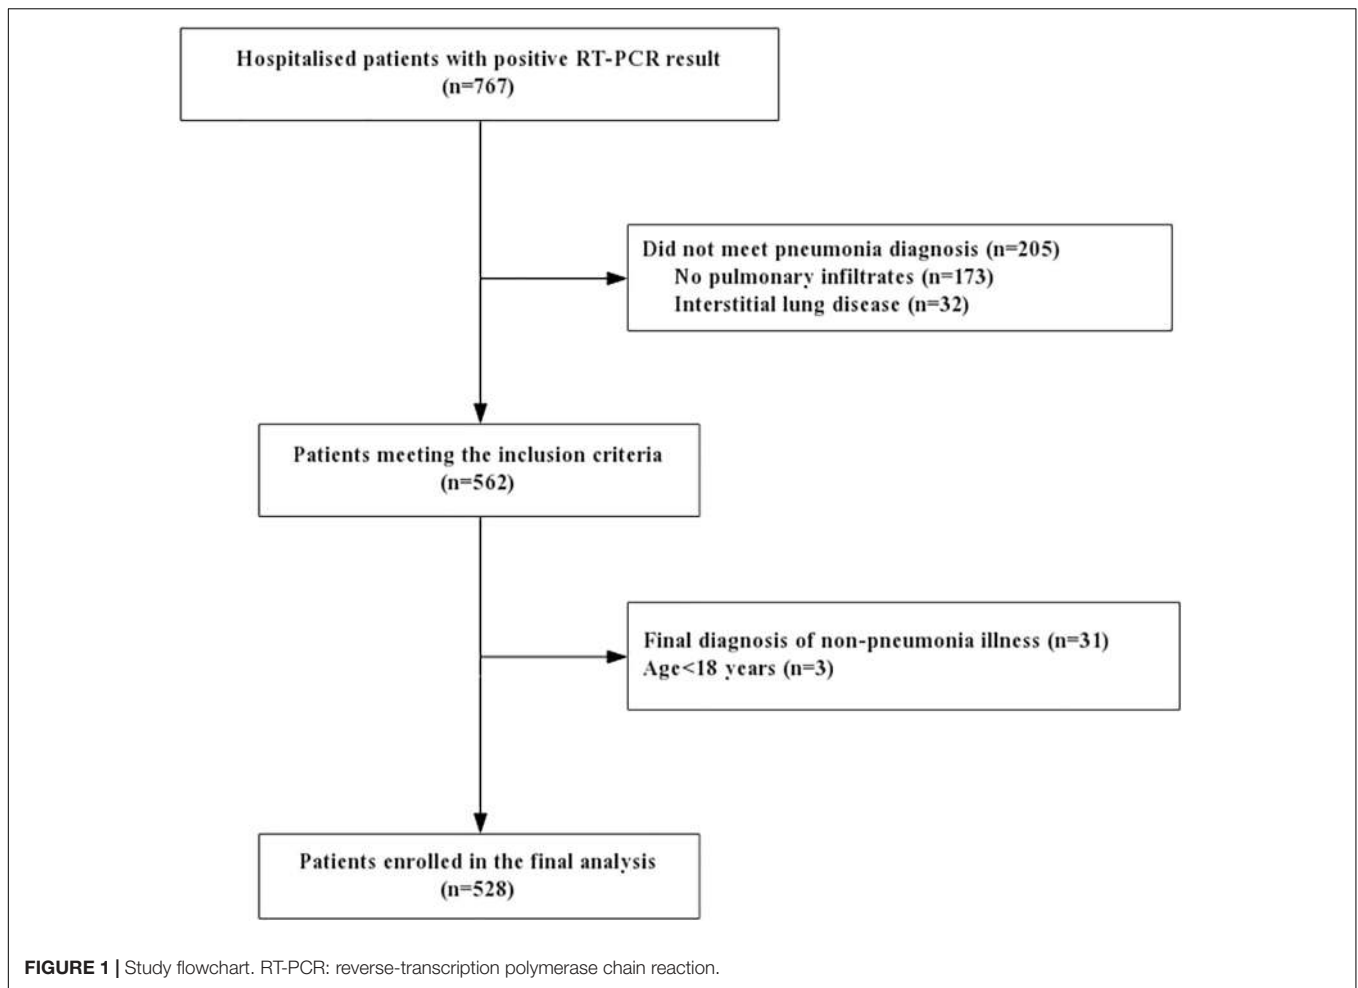 Hospitalised patients with positive RT-PCR result
(n=767)
Did not meet pneumonia diagnosis (n=205)
No pulmonary infiltrates (n=173)
Interstitial lung disease (n=32)
Patients meeting the inclusion criteria
(n=562)
Final diagnosis of non-pneumonia illness (n=31)
Age<18 years (n=3)
Patients enrolled in the final analysis
(n=528)
FIGURE 1 | Study flowchart. RT-PCR: reverse-transcription polymerase chain reaction.